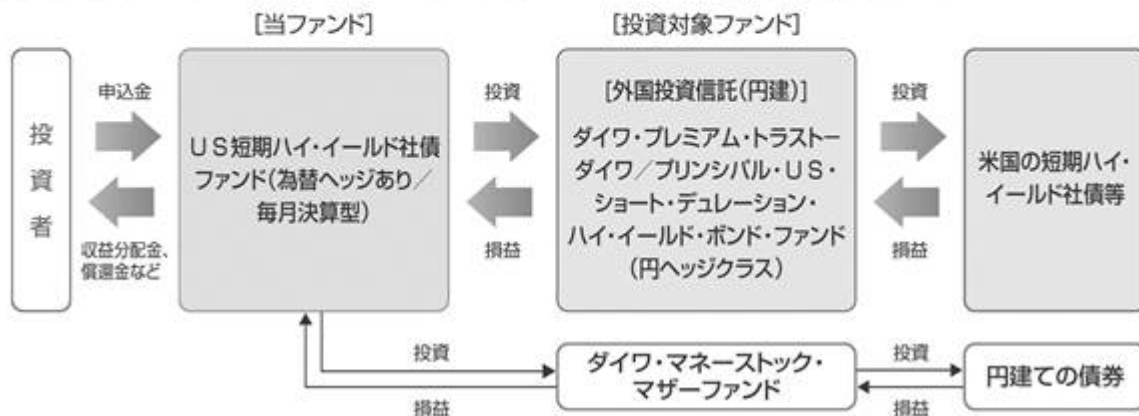 [当ファンド]
[投資対象ファンド]
投資者
申込金
収益分配金、
償還金など
US短期ハイ・イールド社債
ファンド(為替ヘッジあり／
毎月決算型)
投資
損益
[外国投資信託(円建)]
ダイワ・プレミアム・トラスト－
ダイワ／プリンシパル・US・
ショート・デュレーション・
ハイ・イールド・ボンド・ファンド
(円ヘッジクラス)
投資
損益
米国の短期ハイ・
イールド社債等
投資
損益
ダイワ・マネーストック・
マザーファンド
投資
損益
円建ての債券